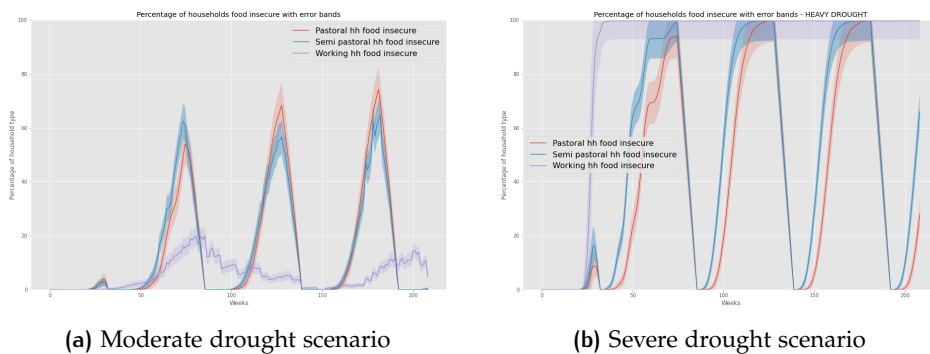 Percentage of households food insecure with error bands
100
80
60
40
20
0
Percentage of household type
Pastoral hh food insecure
Semi pastoral hh food insecure
Working hh food insecure
0
50
100
150
200
Weeks
(a) Moderate drought scenario
Percentage of households food insecure with error bands - HEAVY DROUGHT
100
80
60
40
20
0
Percentage of household type
Pastoral hh food insecure
Semi pastoral hh food insecure
Working hh food insecure
0
50
100
150
200
Weeks
(b) Severe drought scenario